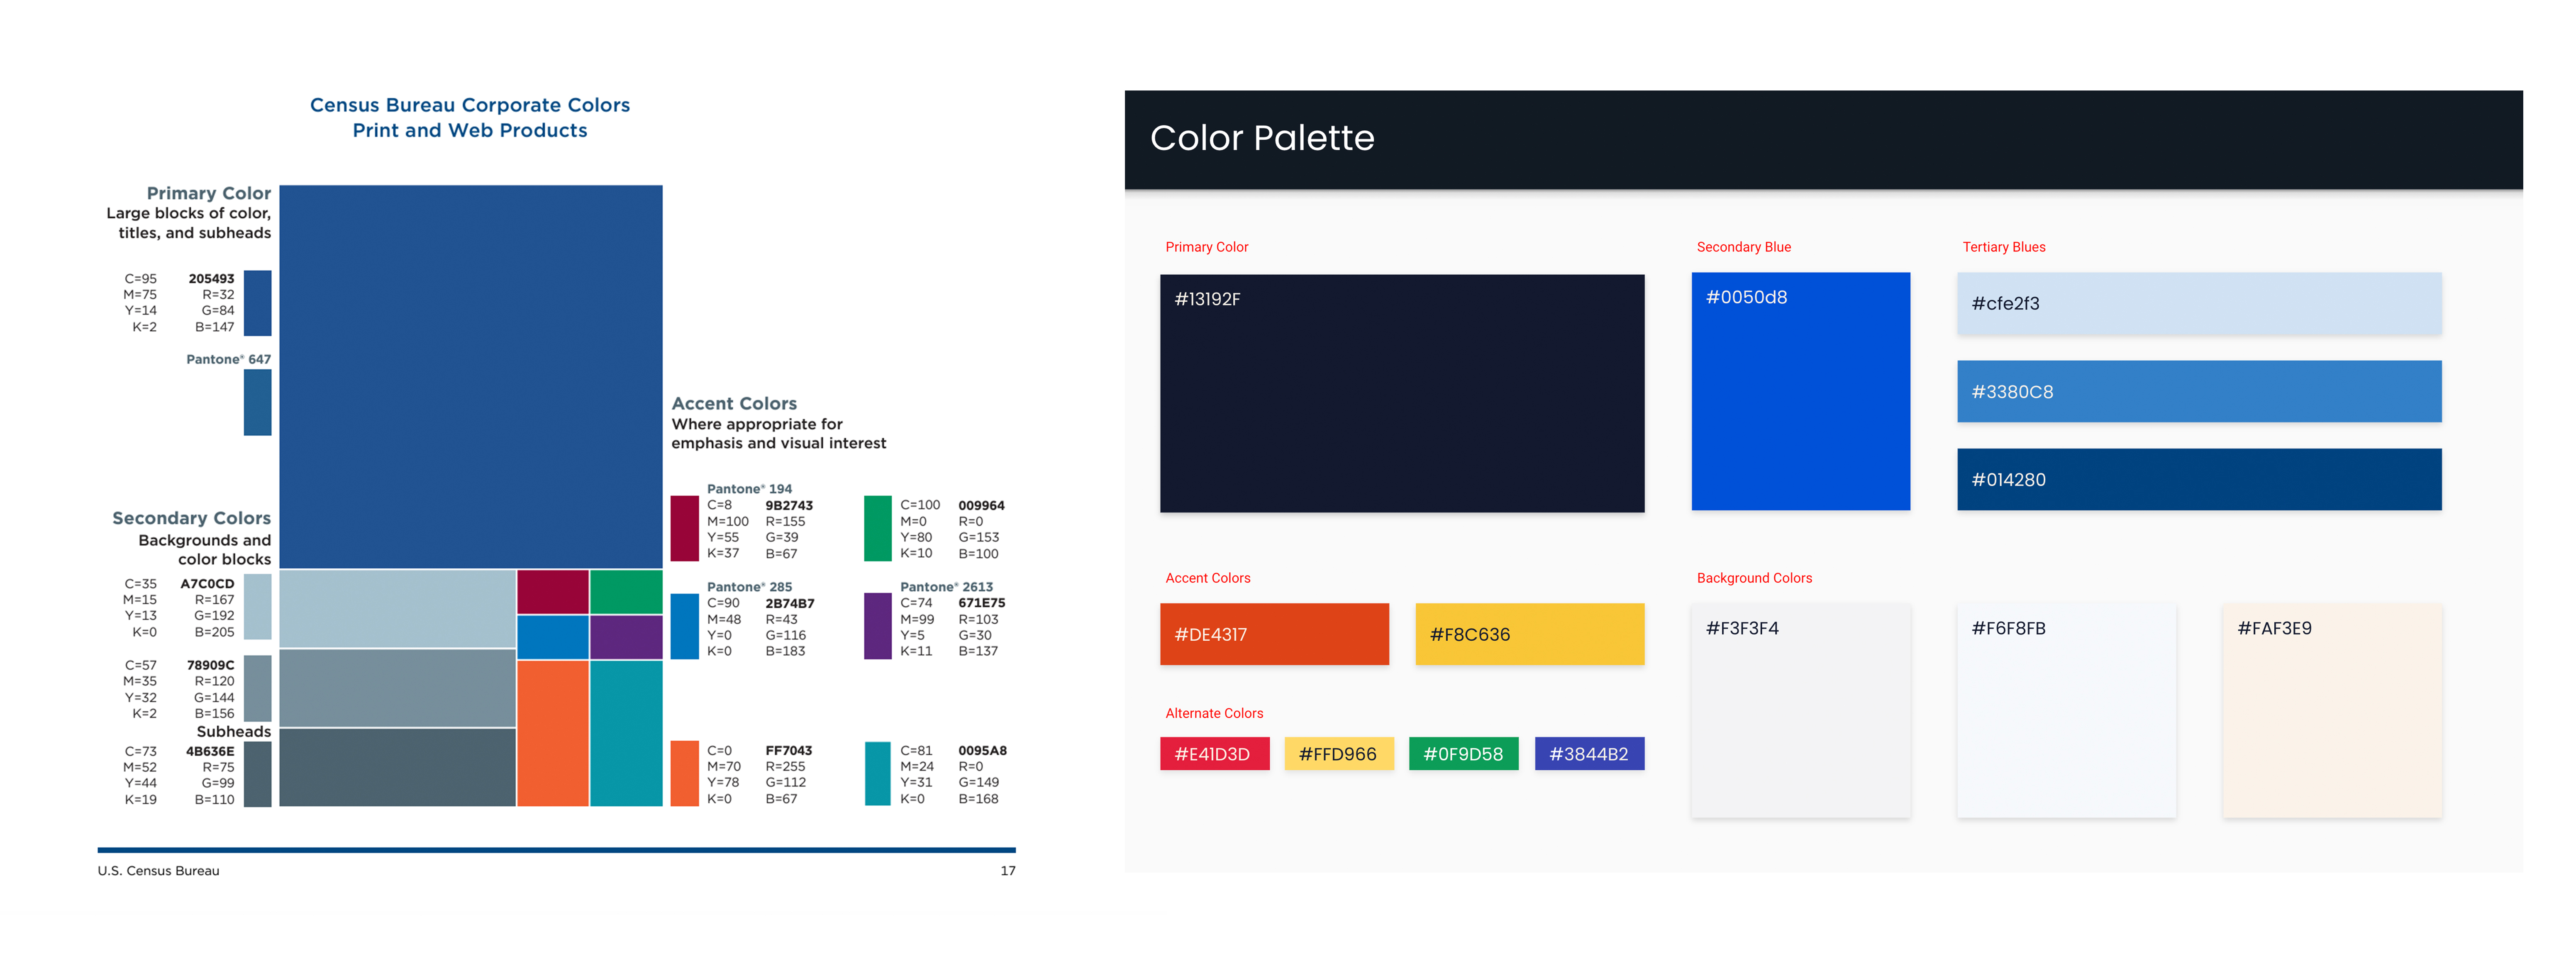 Census Bureau Corporate Colors
Print and Web Products
Primary Color
Large blocks of color,
titles, and subheads
C=95 205493
M=75 R=32
Y=14 G=84
K=2 B=147
Pantone® 647
Secondary Colors
Backgrounds and
color blocks
C=35 A7C0CD
M=15 R=167
Y=13 G=192
K=0 B=205
C=57 78909C
M=35 R=120
Y=32 G=144
K=2 B=156
Subheads
C=73 4B636E
M=52 R=75
Y=44 G=99
K=19 B=110
Accent Colors
Where appropriate for
emphasis and visual interest
Pantone® 194
C=8 9B2743
M=100 R=155
Y=55 G=39
K=37 B=67
C=100 009964
M=0 R=0
Y=80 G=153
K=10 B=100
Pantone® 285
C=90 2B74B7
M=48 R=43
Y=0 G=116
K=0 B=183
Pantone® 2613
C=74 671E75
M=99 R=103
Y=5 G=30
K=11 B=137
C=0 FF7043
M=70 R=255
Y=78 G=112
K=0 B=67
C=81 0095A8
M=24 R=0
Y=31 G=149
K=0 B=168
U.S. Census Bureau 17
Color Palette
Primary Color
#13192F
Secondary Blue
#0050d8
Tertiary Blues
#cfe2f3
#3380C8
#014280
Accent Colors
#DE4317
#F8C636
Alternate Colors
#E41D3D
#FFD966
#0F9D58
#3844B2
Background Colors
#F3F3F4
#F6F8FB
#FAF3E9